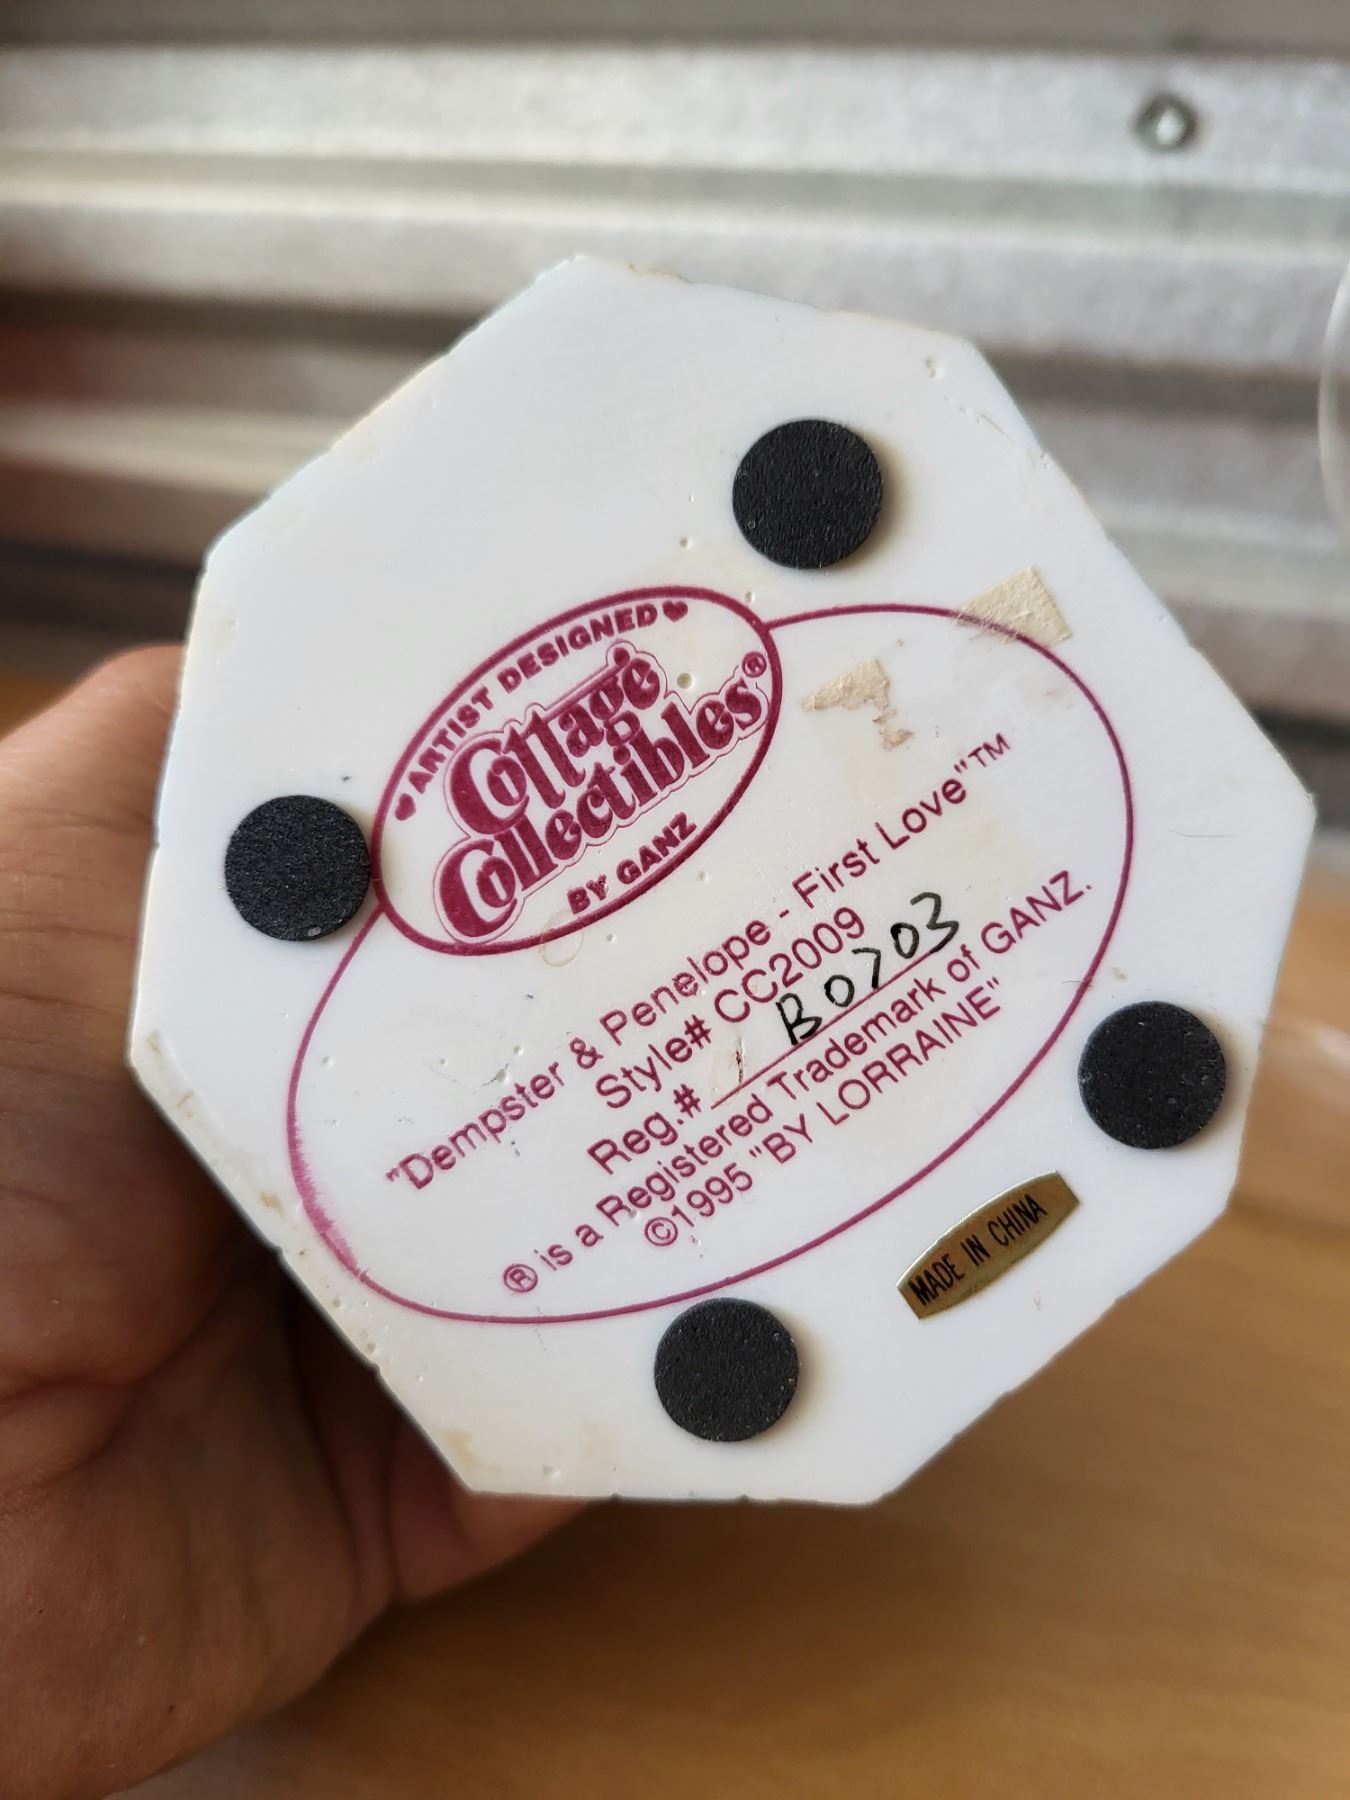 ♥ARTIST DESIGNED♥
Cottage
Collectibles®
BY GANZ
"Dempster & Penelope - First Love"™
Style# CC2009
Reg.# B0703
® is a Registered Trademark of GANZ.
©1995 "BY LORRAINE"
MADE IN CHINA